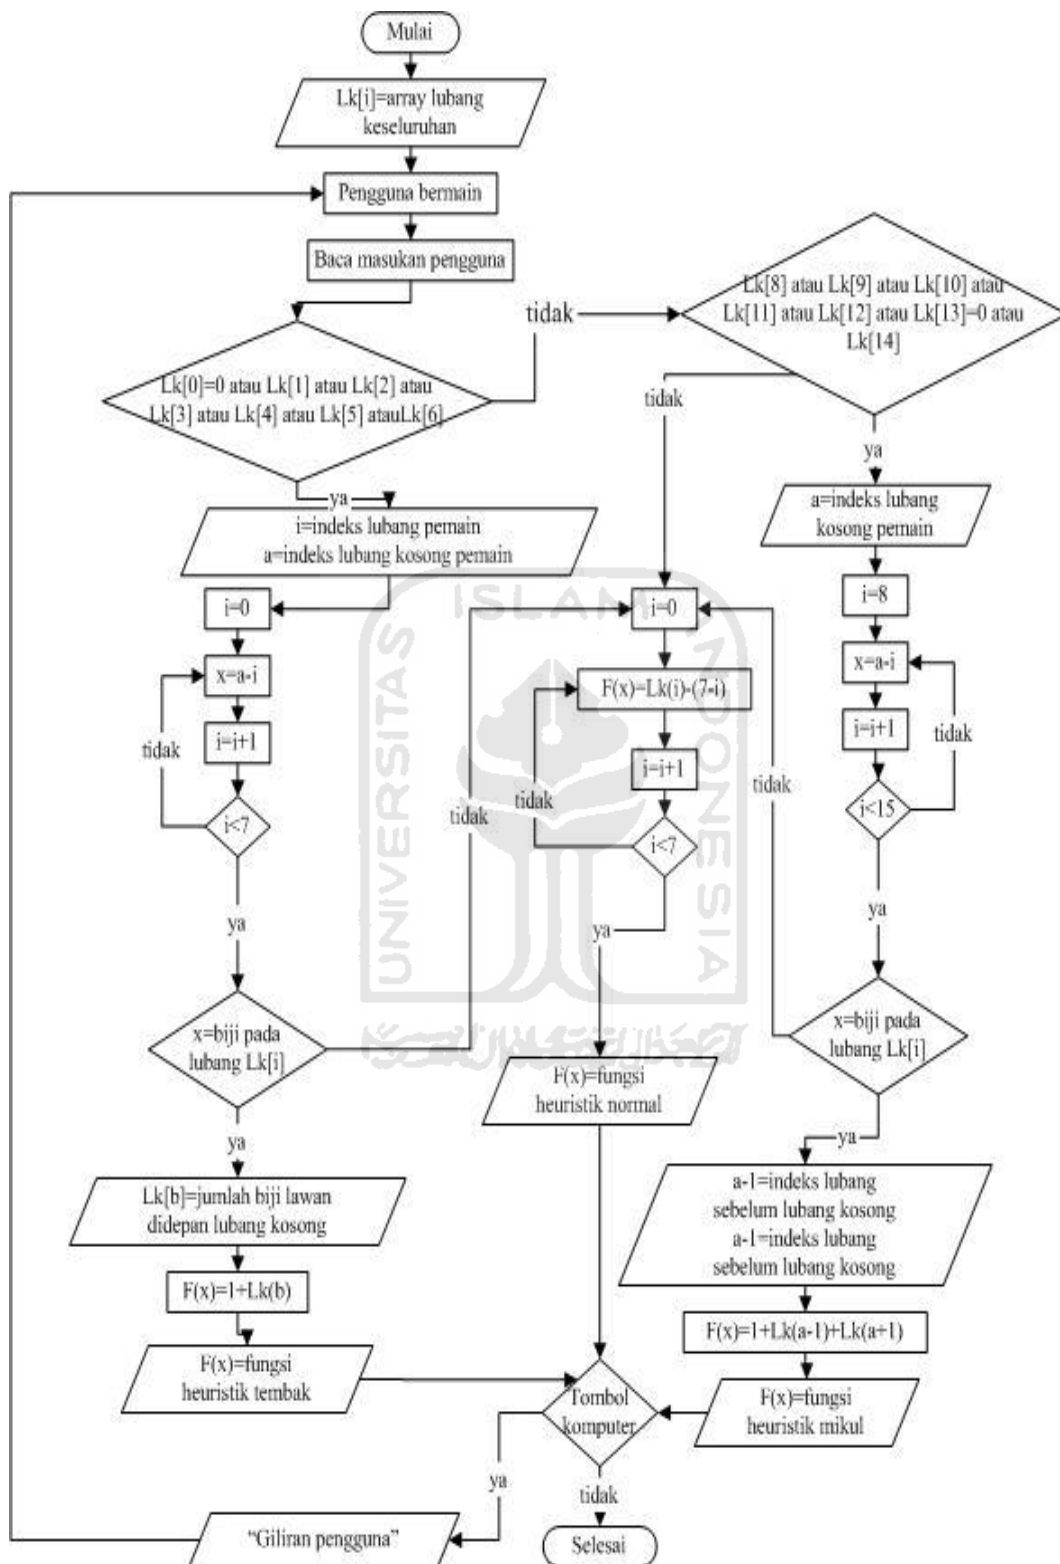 Mulai
Lk[i]=array lubang
keseluruhan
Pengguna bermain
Baca masukan pengguna
Lk[0]=0 atau Lk[1] atau Lk[2] atau
Lk[3] atau Lk[4] atau Lk[5] atauLk[6]
tidak
Lk[8] atau Lk[9] atau Lk[10] atau
Lk[11] atau Lk[12] atau Lk[13]=0 atau
Lk[14]
tidak
ya
ya
i=indeks lubang pemain
a=indeks lubang kosong pemain
a=indeks lubang
kosong pemain
i=0
x=a-i
i=i+1
tidak
i<7
ya
x=biji pada
lubang Lk[i]
tidak
ya
Lk[b]=jumlah biji lawan
didepan lubang kosong
F(x)=1+Lk(b)
F(x)=fungsi
heuristik tembak
i=0
F(x)=Lk(i)-(7-i)
i=i+1
tidak
i<7
ya
F(x)=fungsi
heuristik normal
i=8
x=a-i
i=i+1
tidak
i<15
ya
x=biji pada
lubang Lk[i]
tidak
ya
a-1=indeks lubang
sebelum lubang kosong
a-1=indeks lubang
sebelum lubang kosong
F(x)=1+Lk(a-1)+Lk(a+1)
F(x)=fungsi
heuristik mikul
Tombol
komputer
ya
tidak
"Giliran pengguna"
Selesai
UNIVERSITAS
ISLAM
INDONESIA